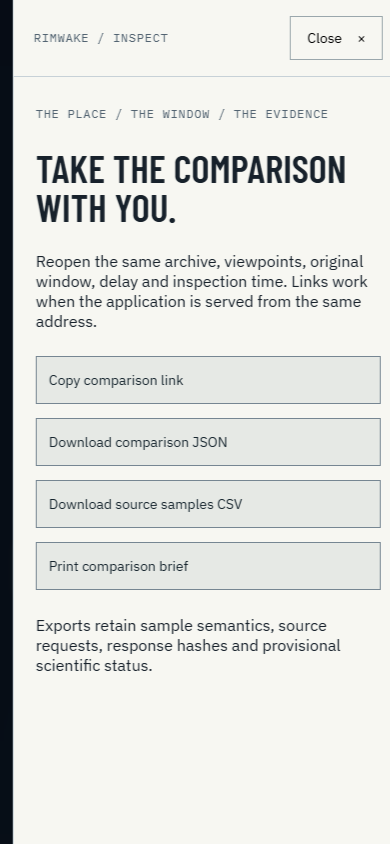 RIMWAKE / INSPECT
Close ×
THE PLACE / THE WINDOW / THE EVIDENCE
TAKE THE COMPARISON
WITH YOU.
Reopen the same archive, viewpoints, original
window, delay and inspection time. Links work
when the application is served from the same
address.
Copy comparison link
Download comparison JSON
Download source samples CSV
Print comparison brief
Exports retain sample semantics, source
requests, response hashes and provisional
scientific status.